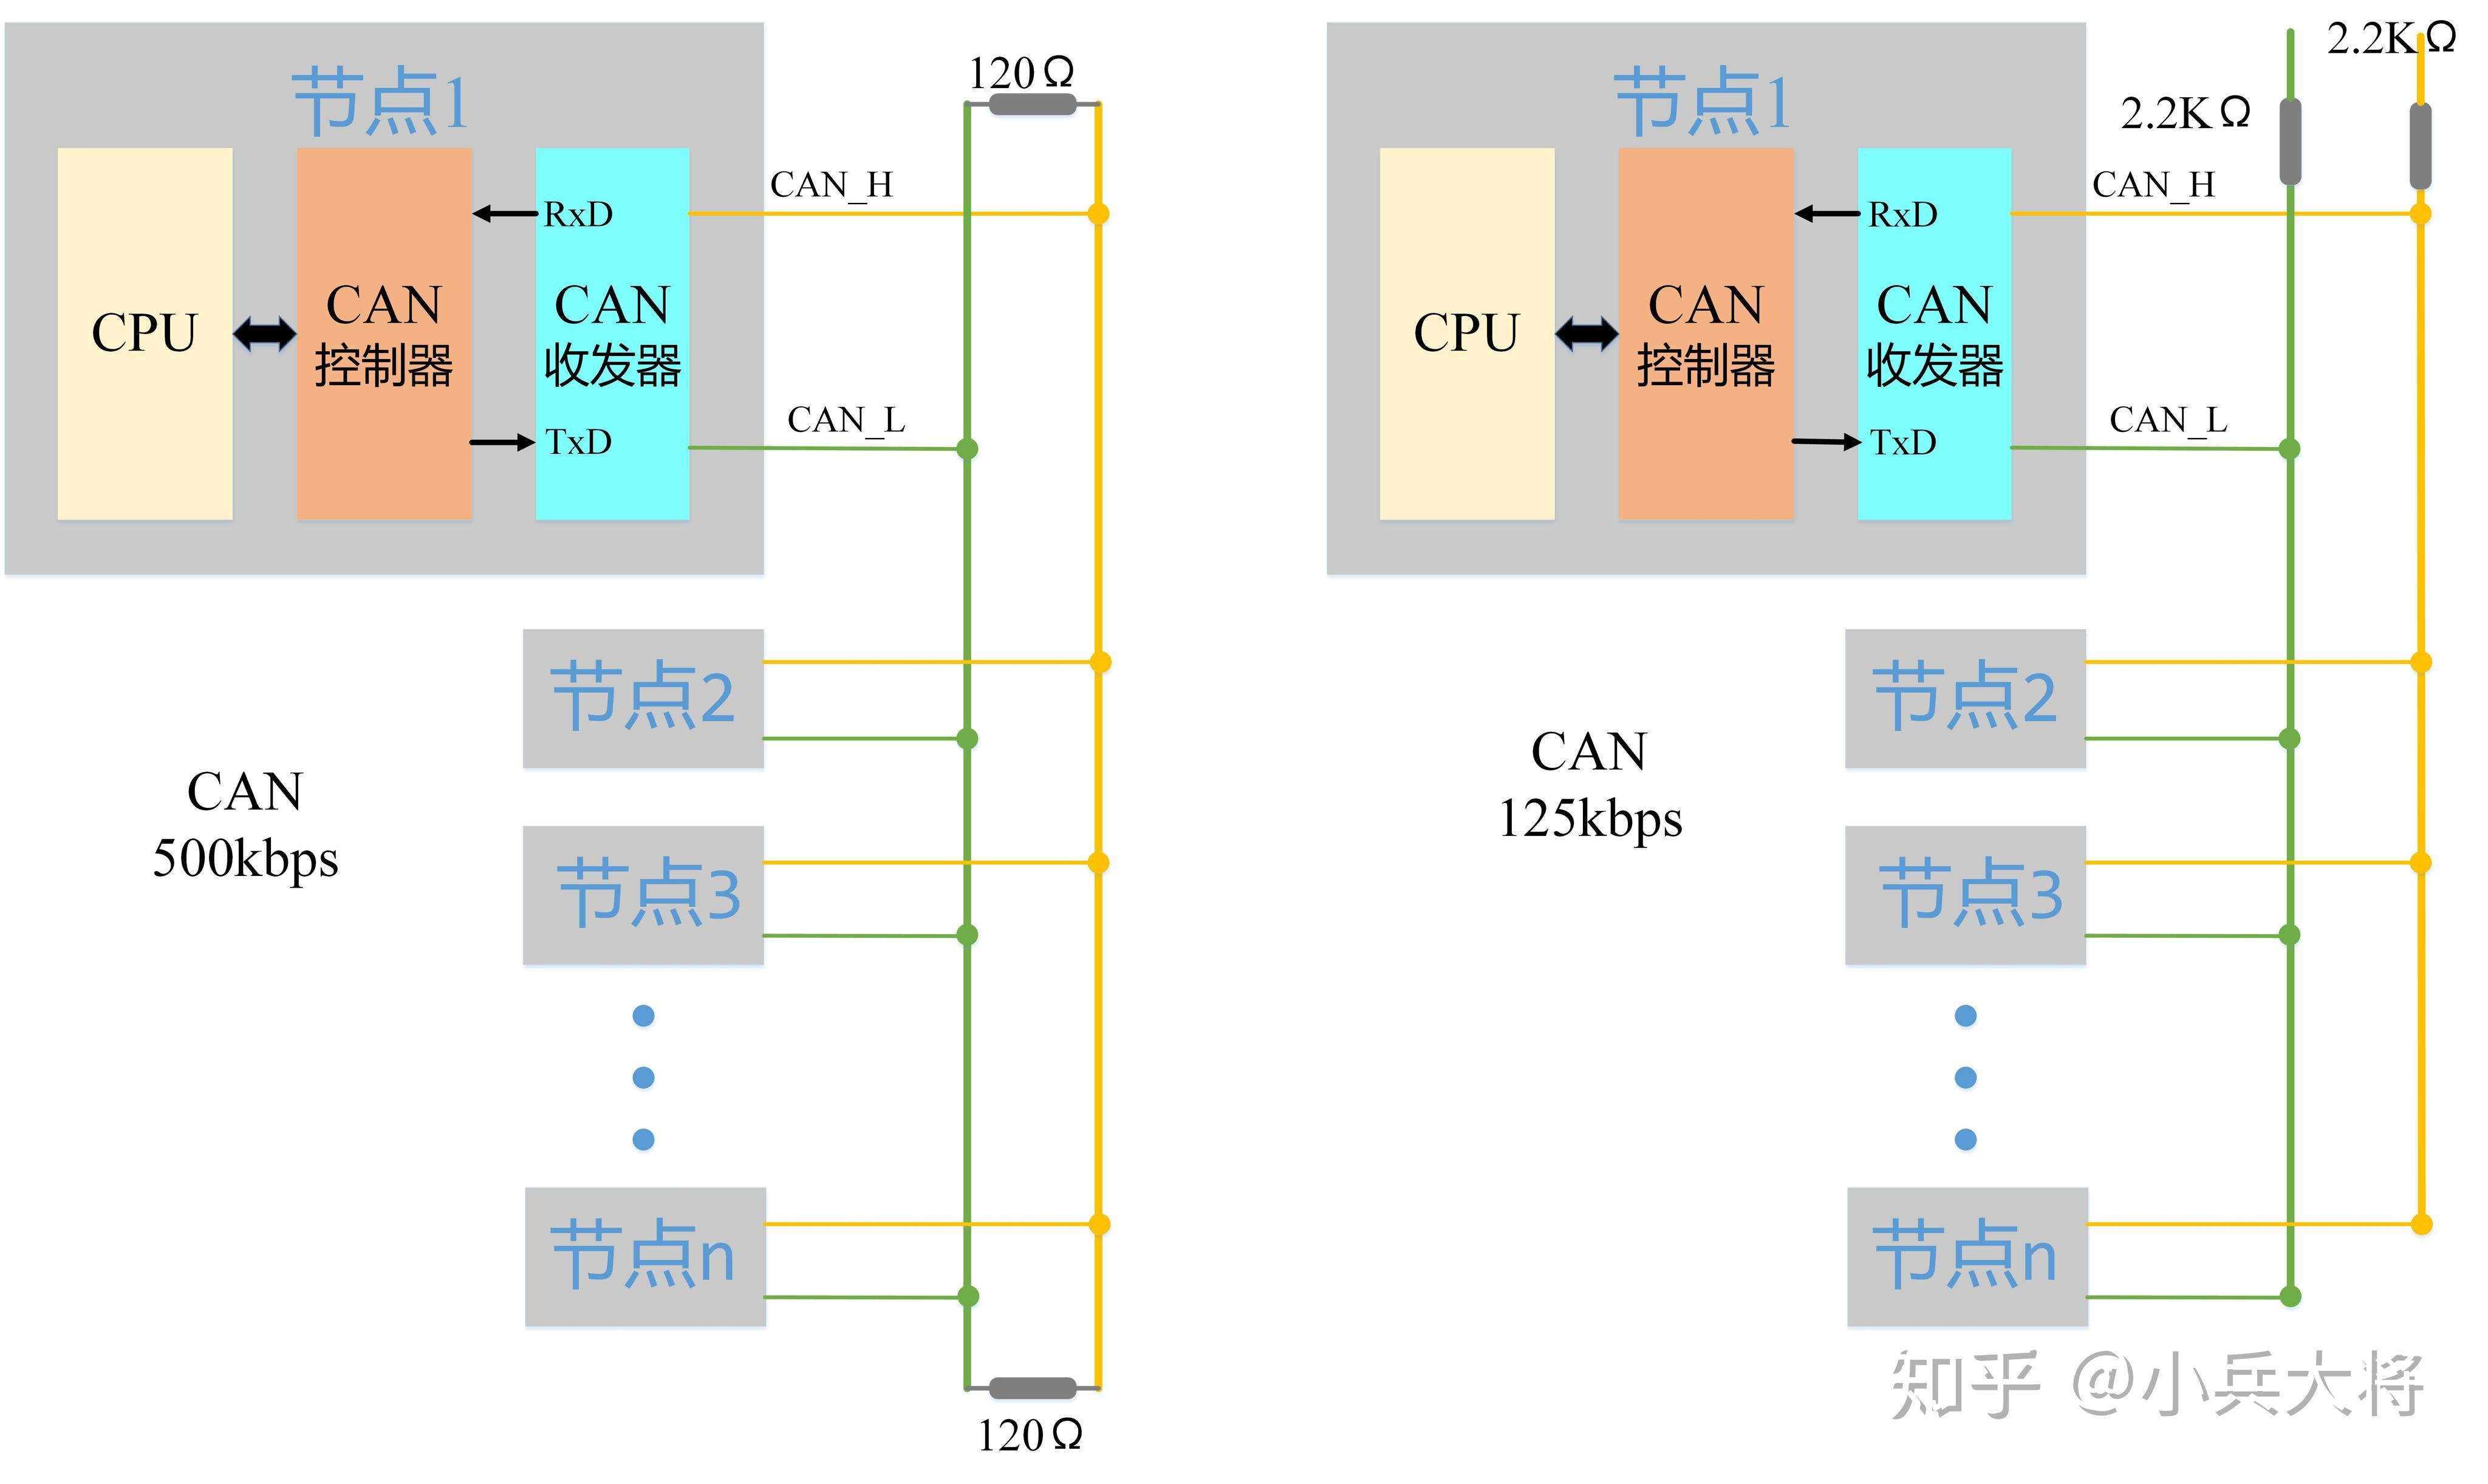 节点1
120Ω
CAN_H
CPU
CAN
控制器
RxD
CAN
收发器
TxD
CAN_L
节点2
节点3
节点n
CAN
500kbps
120Ω
节点1
2.2KΩ
2.2KΩ
CAN_H
CPU
CAN
控制器
RxD
CAN
收发器
TxD
CAN_L
节点2
节点3
节点n
CAN
125kbps
知乎 @小兵大将